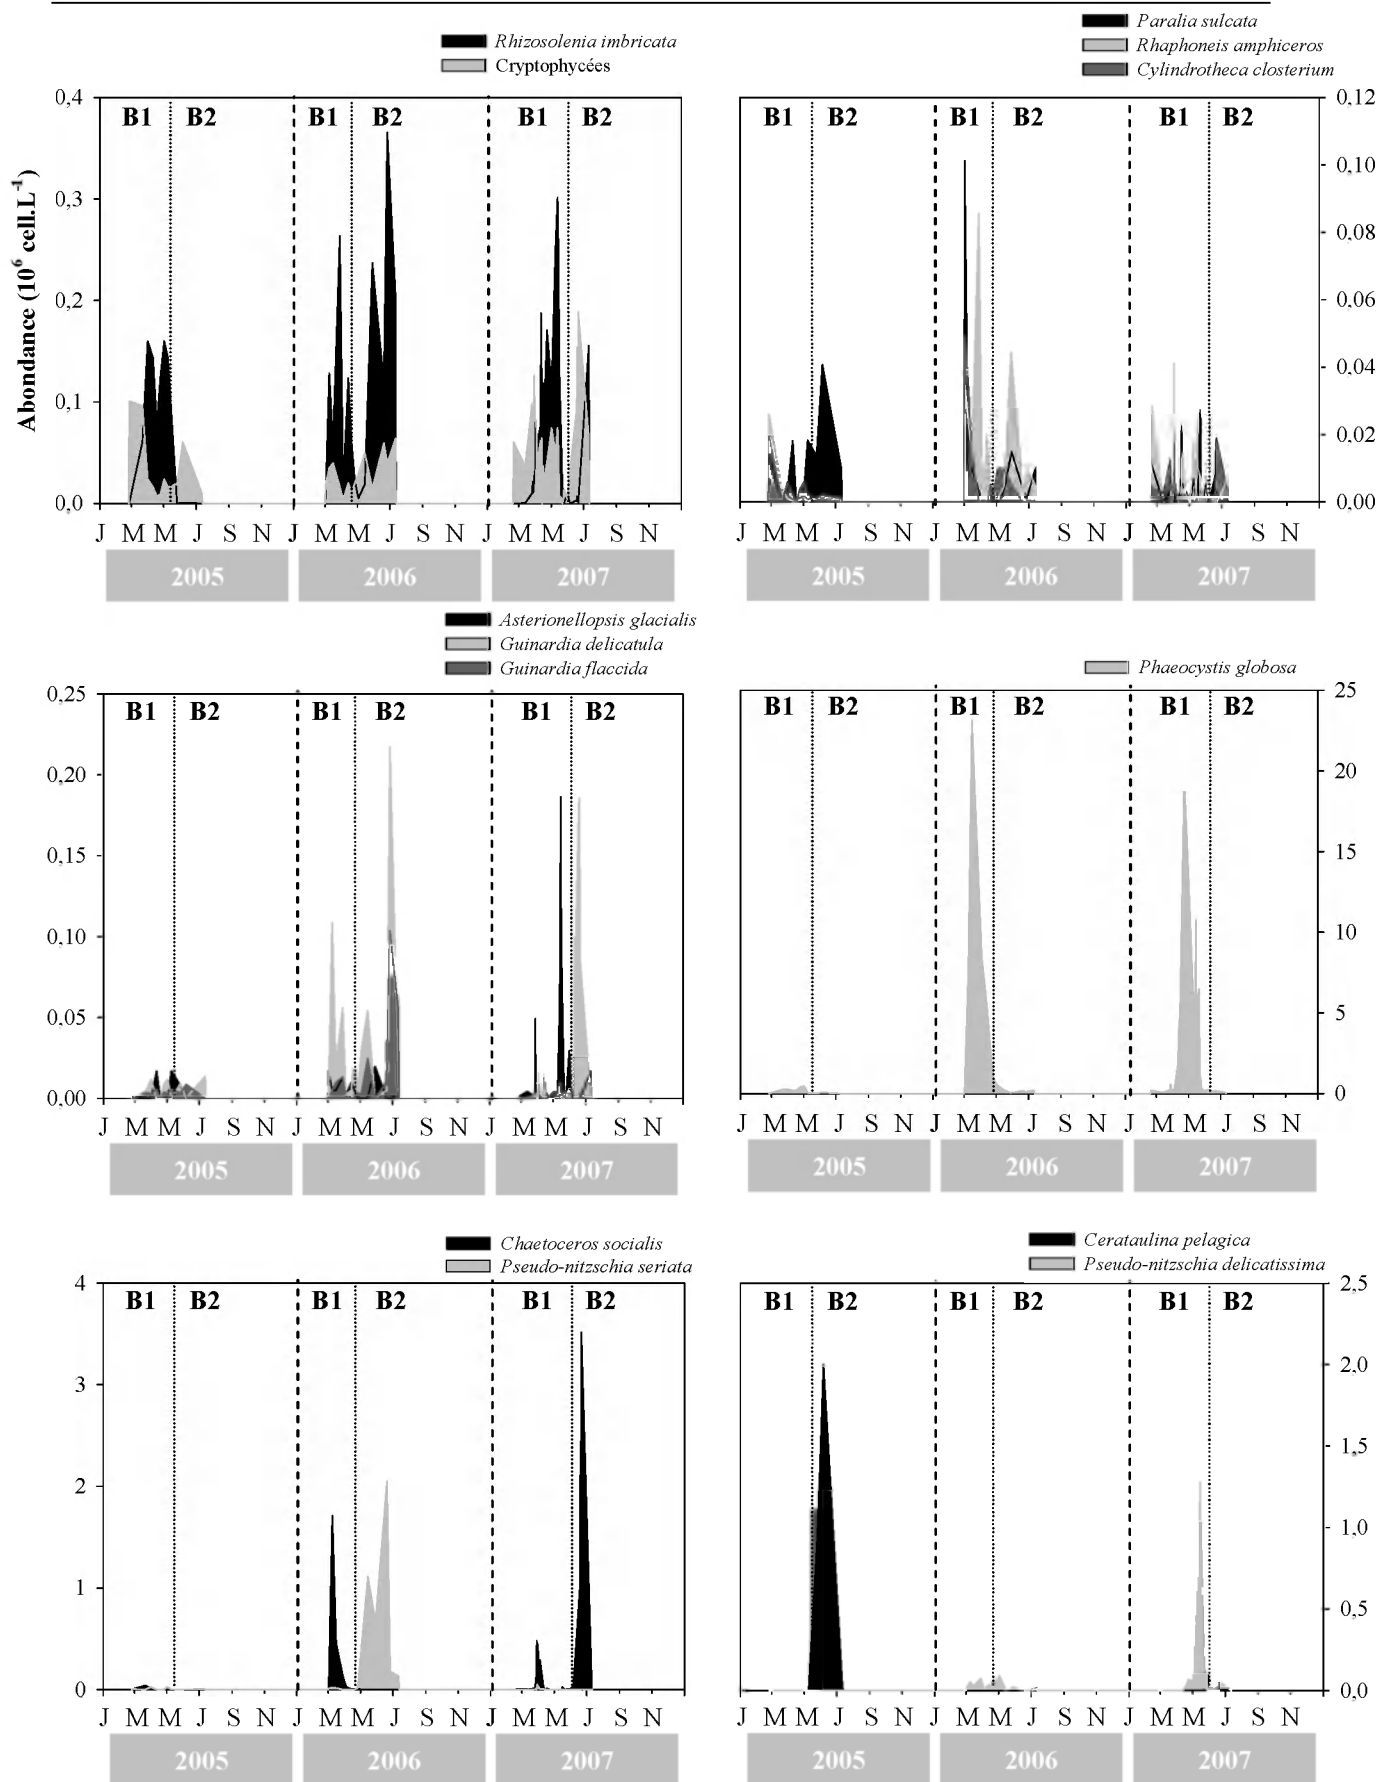 Rhizosolenia imbricata
Cryptophycées
Paralia sulcata
Rhaphoneis amphiceros
Cylindrotheca closterium
Abondance (10⁶ cell.L⁻¹)
B1 B2 B1 B2 B1 B2
0,4
0,3
0,2
0,1
0,0
J M M J S N J M M J S N J M M J S N
2005 2006 2007
B1 B2 B1 B2 B1 B2
0,12
0,10
0,08
0,06
0,04
0,02
0,00
J M M J S N J M M J S N J M M J S N
2005 2006 2007
Asterionellopsis glacialis
Guinardia delicatula
Guinardia flaccida
B1 B2 B1 B2 B1 B2
0,25
0,20
0,15
0,10
0,05
0,00
J M M J S N J M M J S N J M M J S N
2005 2006 2007
Phaeocystis globosa
B1 B2 B1 B2 B1 B2
25
20
15
10
5
0
J M M J S N J M M J S N J M M J S N
2005 2006 2007
Chaetoceros socialis
Pseudo-nitzschia seriata
B1 B2 B1 B2 B1 B2
4
3
2
1
0
J M M J S N J M M J S N J M M J S N
2005 2006 2007
Cerataulina pelagica
Pseudo-nitzschia delicatissima
B1 B2 B1 B2 B1 B2
2,5
2,0
1,5
1,0
0,5
0,0
J M M J S N J M M J S N J M M J S N
2005 2006 2007